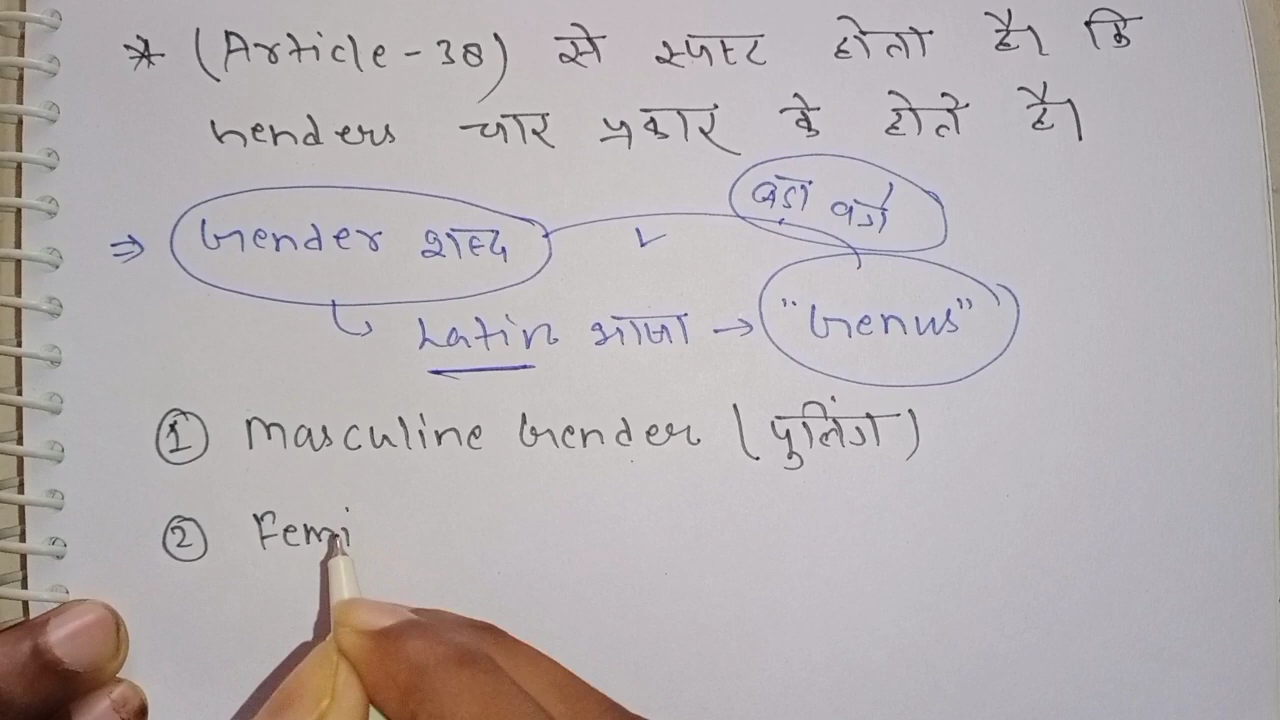 * (Article-38) से स्पष्ट होता है। कि
Genders चार प्रकार के होते है।
बड़ा वर्ग
⇒ Gender शब्द
Latin भाषा → "Genus"
① Masculine Gender (पुलिंग)
② Femi